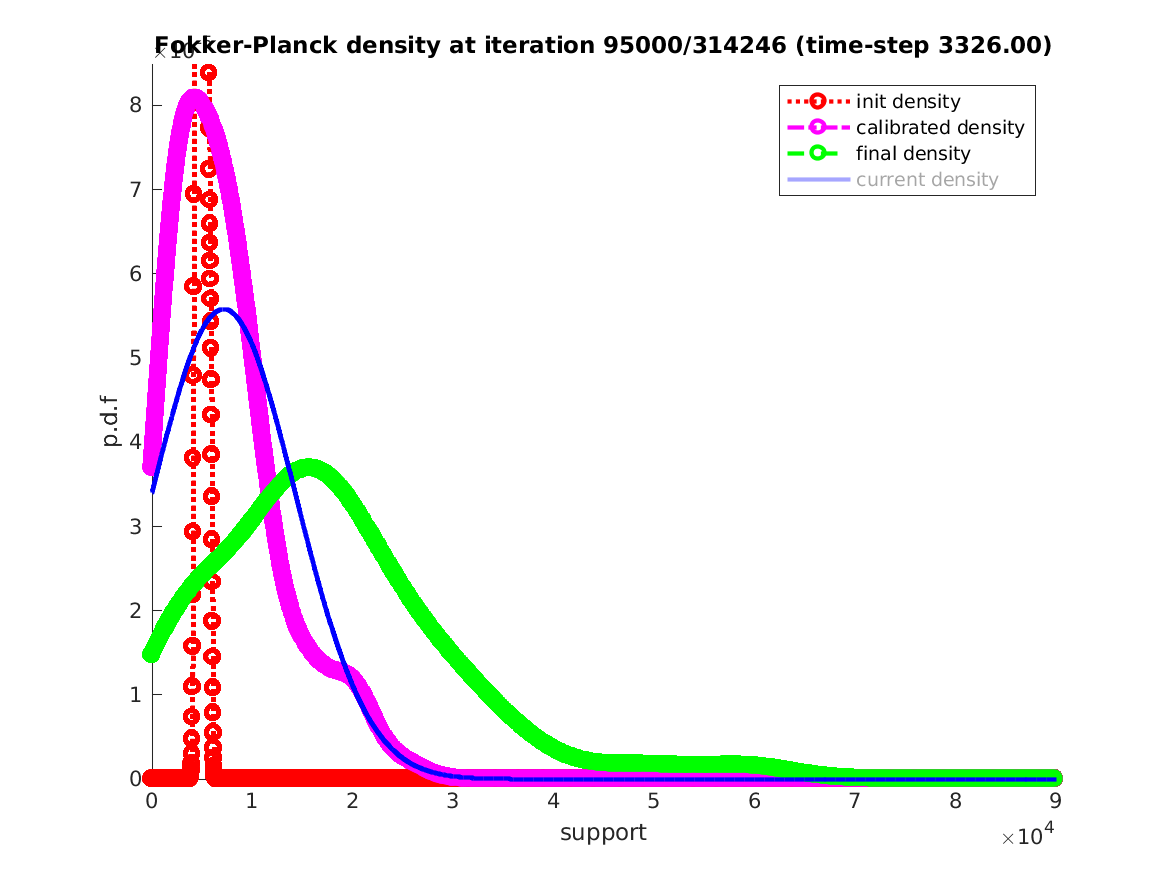 Fokker-Planck density at iteration 95000/314246 (time-step 3326.00)
init density
calibrated density
final density
current density
8
7
6
5
4
3
2
1
0
p.d.f
0 1 2 3 4 5 6 7 8 9
support
×10⁴